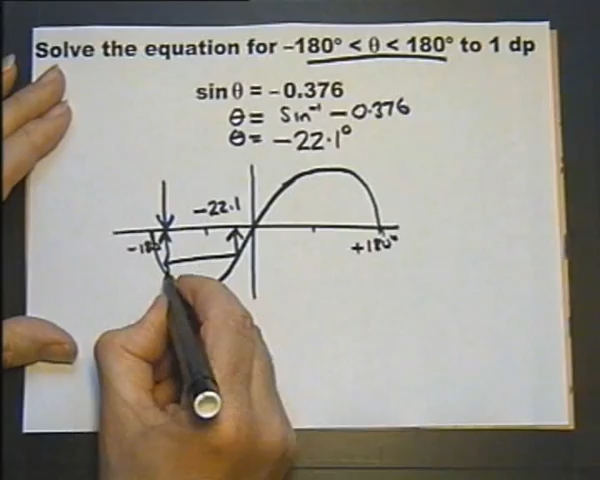 Solve the equation for –180° < θ < 180° to 1 dp
sin θ = – 0.376
θ = Sin⁻¹ – 0.376
θ = – 22.1°
– 22.1
– 180 +180°